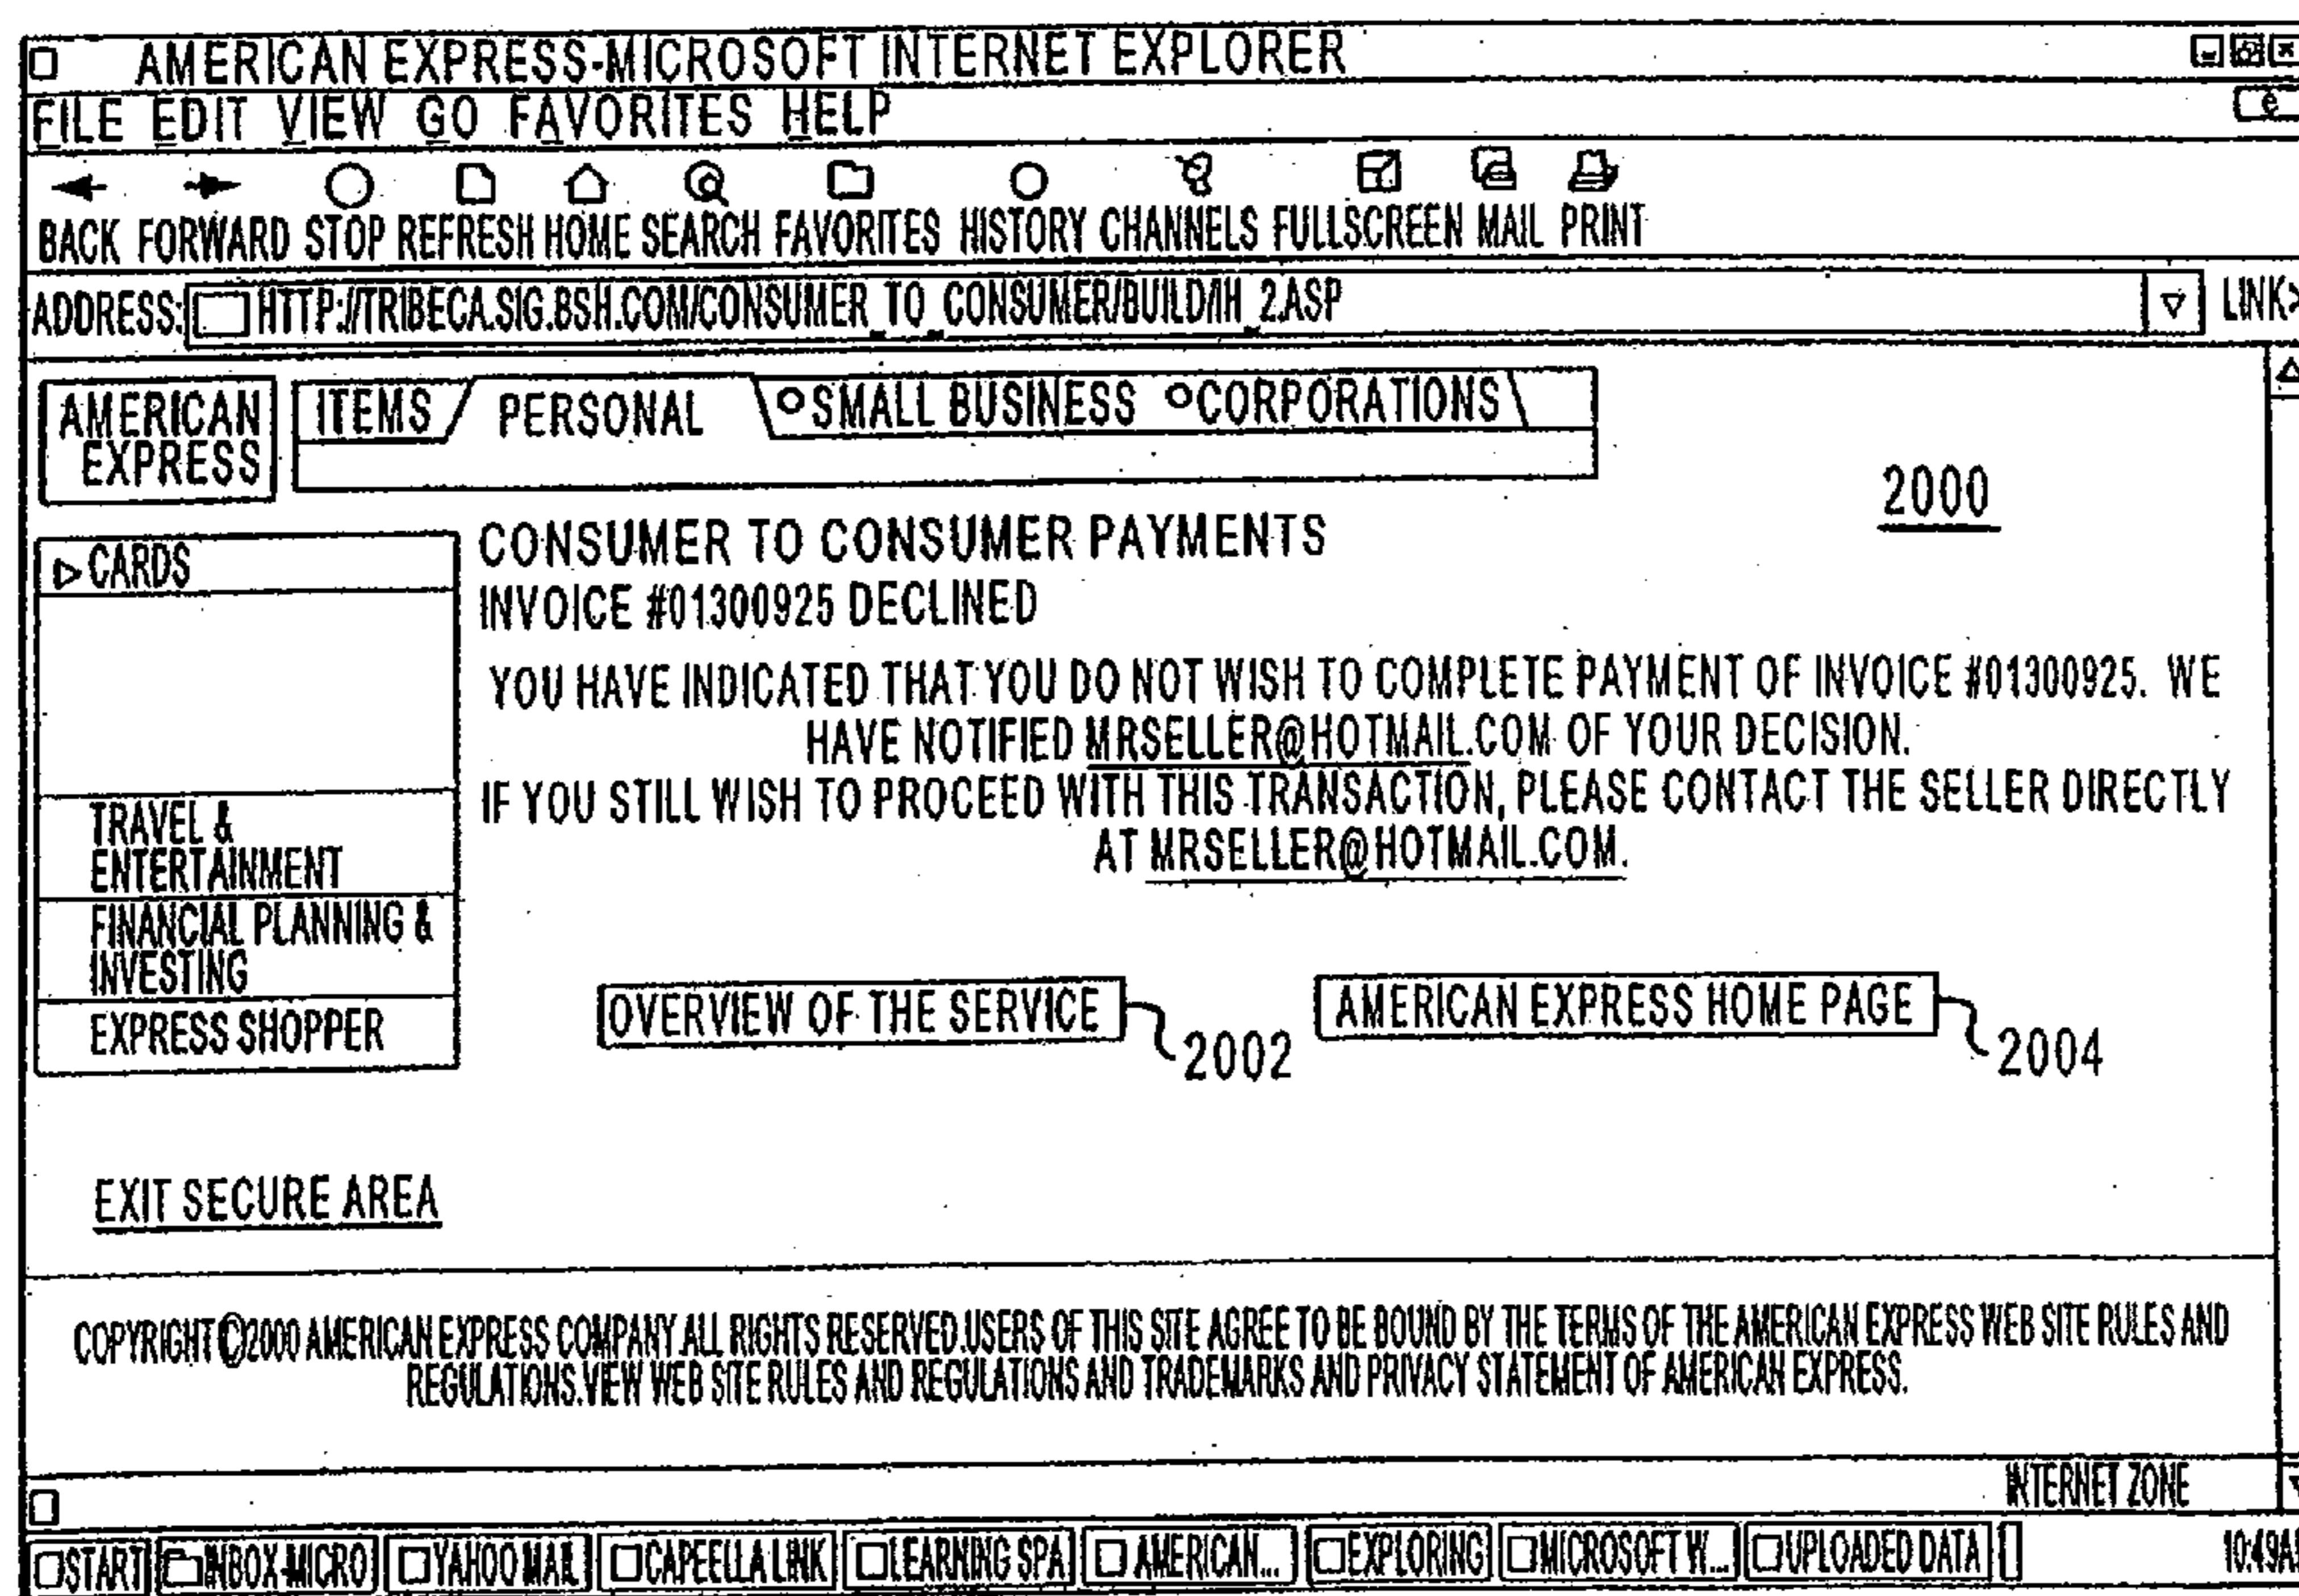 AMERICAN EXPRESS-MICROSOFT INTERNET EXPLORER
FILE EDIT VIEW GO FAVORITES HELP
e
BACK FORWARD STOP REFRESH HOME SEARCH FAVORITES HISTORY CHANNELS FULLSCREEN MAIL PRINT
ADDRESS: HTTP://TRIBECA.SIG.BSH.COM/CONSUMER_TO_CONSUMER/BUILD/IH_2.ASP LINK>
AMERICAN EXPRESS
ITEMS PERSONAL SMALL BUSINESS CORPORATIONS
2000
CARDS
TRAVEL &
ENTERTAINMENT
FINANCIAL PLANNING &
INVESTING
EXPRESS SHOPPER
CONSUMER TO CONSUMER PAYMENTS
INVOICE #01300925 DECLINED
YOU HAVE INDICATED THAT YOU DO NOT WISH TO COMPLETE PAYMENT OF INVOICE #01300925. WE
HAVE NOTIFIED MRSELLER@HOTMAIL.COM OF YOUR DECISION.
IF YOU STILL WISH TO PROCEED WITH THIS TRANSACTION, PLEASE CONTACT THE SELLER DIRECTLY
AT MRSELLER@HOTMAIL.COM.
OVERVIEW OF THE SERVICE 2002 AMERICAN EXPRESS HOME PAGE 2004
EXIT SECURE AREA
COPYRIGHT ©2000 AMERICAN EXPRESS COMPANY.ALL RIGHTS RESERVED.USERS OF THIS SITE AGREE TO BE BOUND BY THE TERMS OF THE AMERICAN EXPRESS WEB SITE RULES AND
REGULATIONS.VIEW WEB SITE RULES AND REGULATIONS AND TRADEMARKS AND PRIVACY STATEMENT OF AMERICAN EXPRESS.
INTERNET ZONE
START INBOX-MICRO YAHOO MAIL CAPEELLA LINK LEARNING SPA AMERICAN... EXPLORING MICROSOFT W... UPLOADED DATA 10:49A